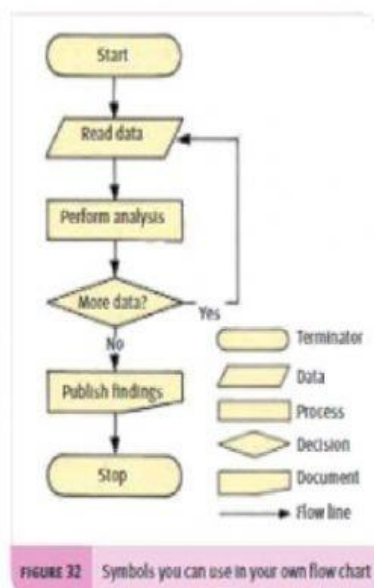 Start
Read data
Perform analysis
More data?
Yes
No
Publish findings
Stop
Terminator
Data
Process
Decision
Document
Flow line
FIGURE 32 Symbols you can use in your own flow chart